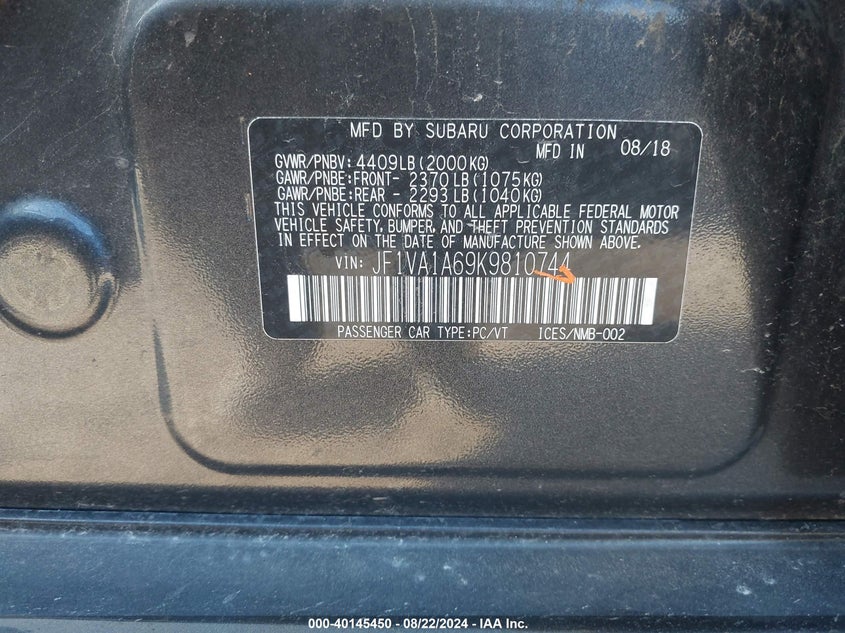 MFD BY SUBARU CORPORATION
MFD IN 08/18
GVWR/PNBV: 4409LB(2000KG)
GAWR/PNBE:FRONT- 2370LB(1075KG)
GAWR/PNBE:REAR - 2293LB(1040KG)
THIS VEHICLE CONFORMS TO ALL APPLICABLE FEDERAL MOTOR
VEHICLE SAFETY, BUMPER, AND THEFT PREVENTION STANDARDS
IN EFFECT ON THE DATE OF MANUFACTURE SHOWN ABOVE.
VIN: JF1VA1A69K9810744
PASSENGER CAR TYPE:PC/VT ICES/NMB-002
000-40145450 - 08/22/2024 - IAA, Inc.